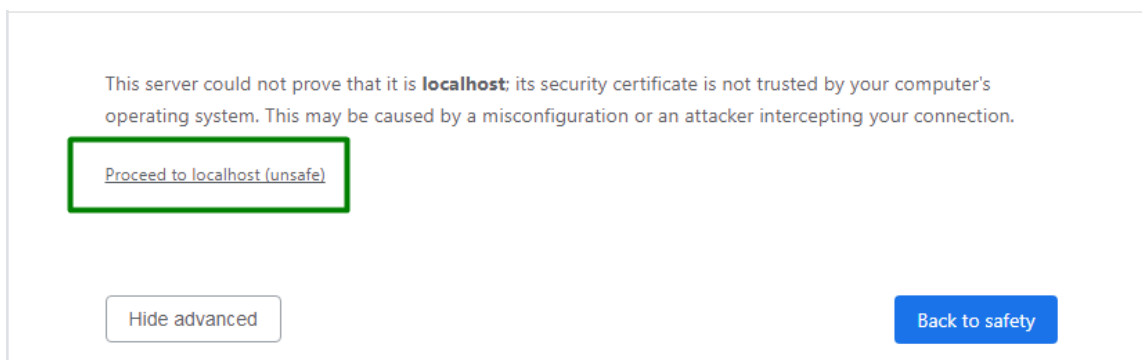 This server could not prove that it is localhost; its security certificate is not trusted by your computer's
operating system. This may be caused by a misconfiguration or an attacker intercepting your connection.
Proceed to localhost (unsafe)
Hide advanced
Back to safety